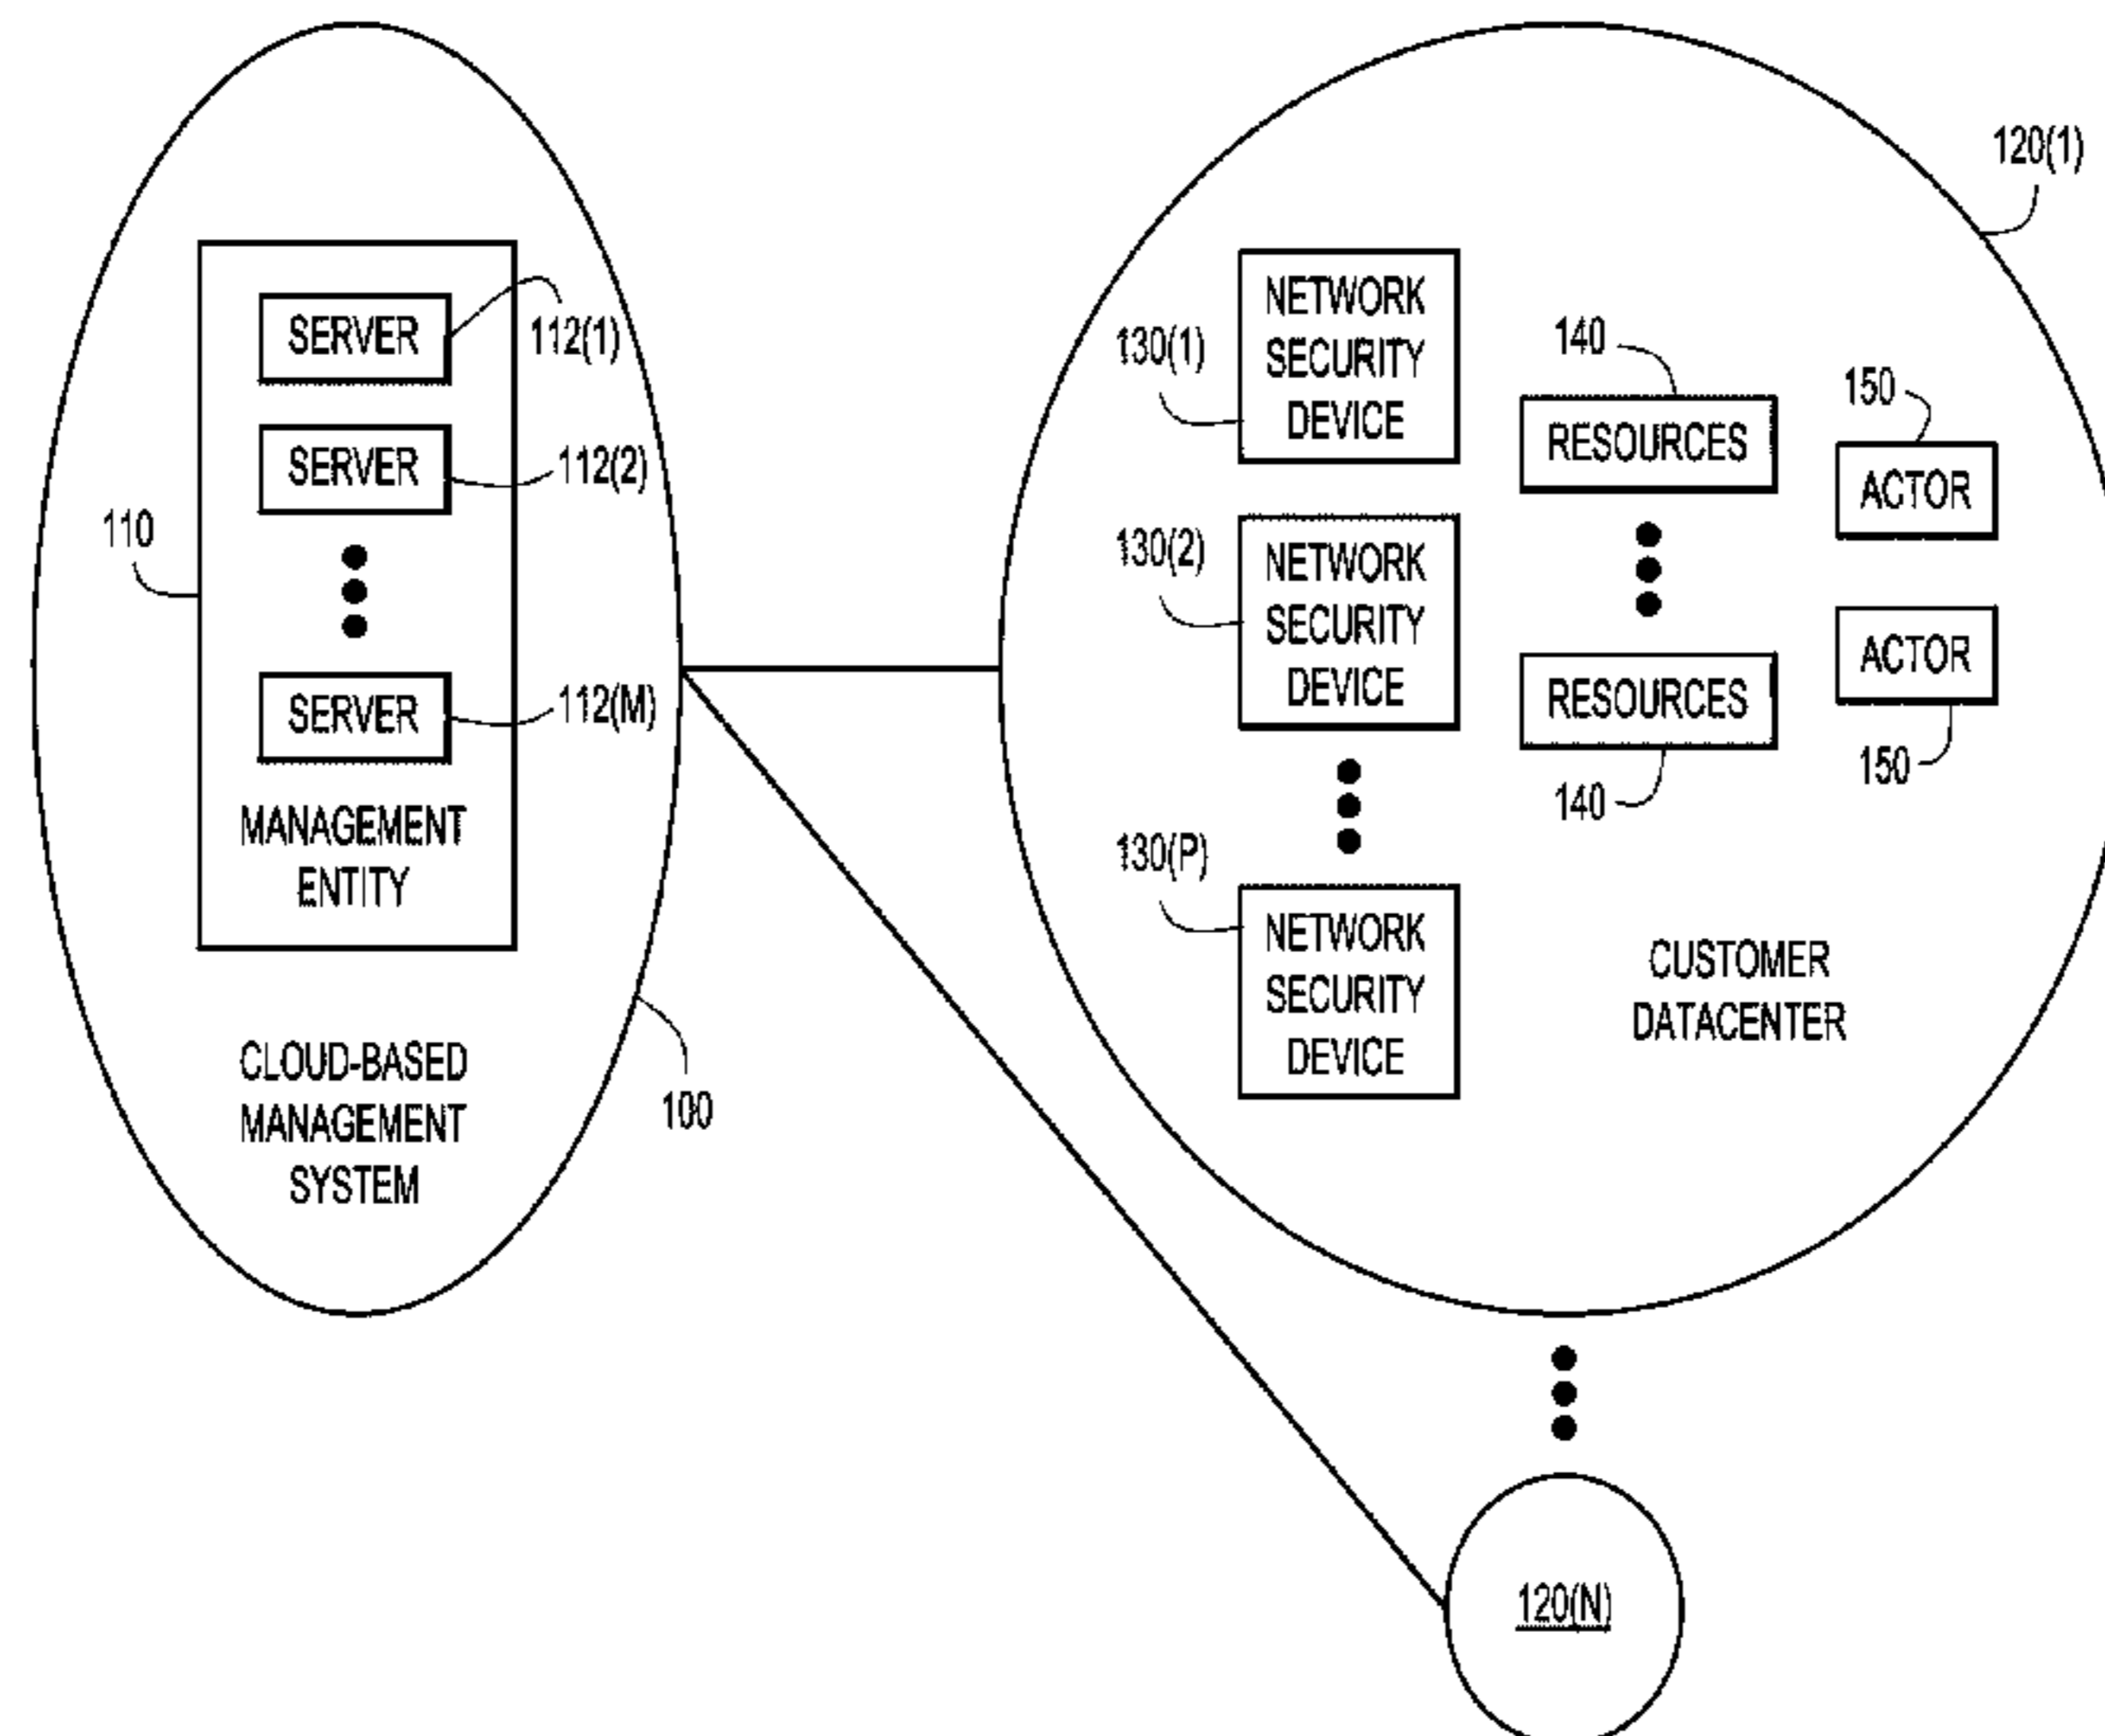 SERVER
112(1)
SERVER
112(2)
110
SERVER
112(M)
MANAGEMENT
ENTITY
CLOUD-BASED
MANAGEMENT
SYSTEM
100
120(1)
130(1)
NETWORK
SECURITY
DEVICE
140
RESOURCES
150
ACTOR
130(2)
NETWORK
SECURITY
DEVICE
RESOURCES
140
ACTOR
150
130(P)
NETWORK
SECURITY
DEVICE
CUSTOMER
DATACENTER
120(N)